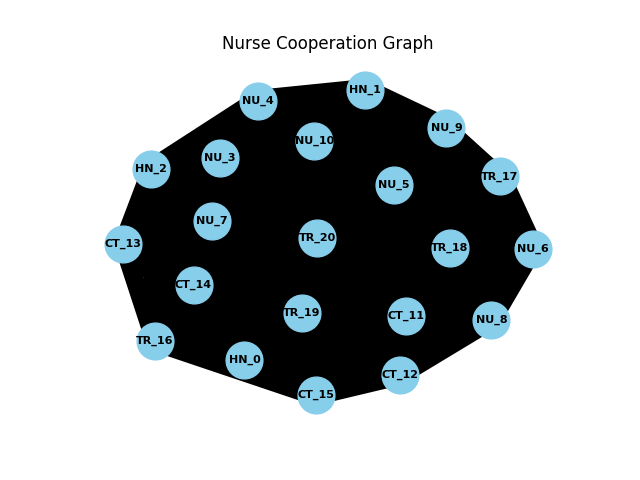 Nurse Cooperation Graph
HN_1
NU_4
NU_9
NU_10
NU_3
HN_2
TR_17
NU_5
NU_7
TR_20
CT_13
TR_18
NU_6
CT_14
TR_19
CT_11
NU_8
TR_16
HN_0
CT_12
CT_15